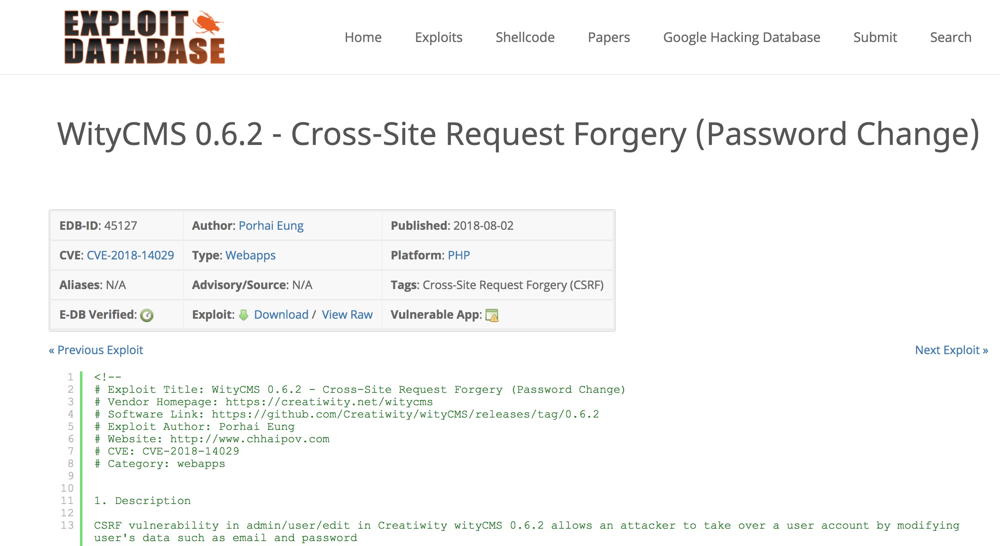 EXPLOIT
DATABASE
Home Exploits Shellcode Papers Google Hacking Database Submit Search
WityCMS 0.6.2 - Cross-Site Request Forgery (Password Change)
EDB-ID: 45127 Author: Porhai Eung Published: 2018-08-02
CVE: CVE-2018-14029 Type: Webapps Platform: PHP
Aliases: N/A Advisory/Source: N/A Tags: Cross-Site Request Forgery (CSRF)
E-DB Verified: Exploit: Download / View Raw Vulnerable App:
« Previous Exploit Next Exploit »
1 <!--
2 # Exploit Title: WityCMS 0.6.2 - Cross-Site Request Forgery (Password Change)
3 # Vendor Homepage: https://creatiwity.net/witycms
4 # Software Link: https://github.com/Creatiwity/wityCMS/releases/tag/0.6.2
5 # Exploit Author: Porhai Eung
6 # Website: http://www.chhaipov.com
7 # CVE: CVE-2018-14029
8 # Category: webapps
9
10
11 1. Description
12
13 CSRF vulnerability in admin/user/edit in Creatiwity wityCMS 0.6.2 allows an attacker to take over a user account by modifying
user's data such as email and password